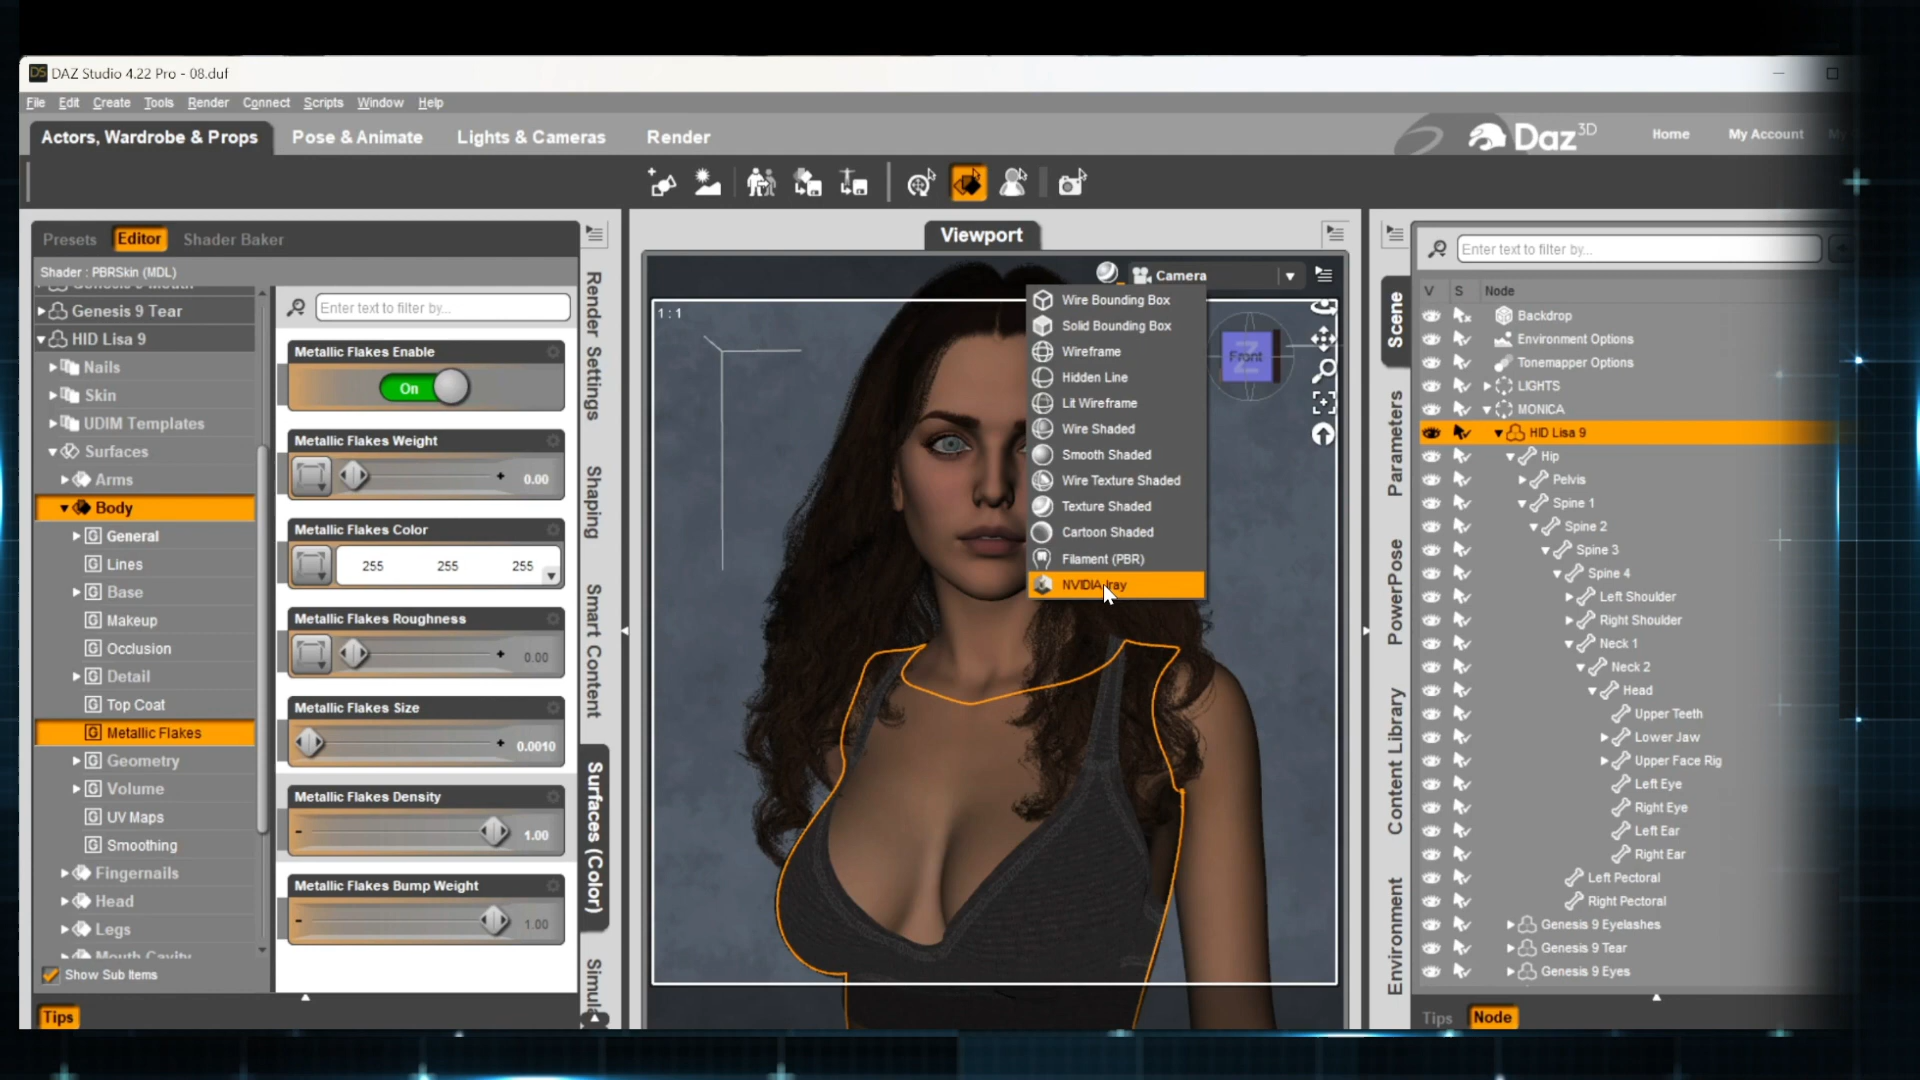 DS DAZ Studio 4.22 Pro - 08.duf
File Edit Create Tools Render Connect Scripts Window Help
Actors, Wardrobe & Props Pose & Animate Lights & Cameras Render
Daz 3D
Home My Account
Presets Editor Shader Baker
Shader : PBRSkin (MDL)
Genesis 9 Mouth
Genesis 9 Tear
HID Lisa 9
Nails
Skin
UDIM Templates
Surfaces
Arms
Body
G General
G Lines
G Base
G Makeup
G Occlusion
G Detail
G Top Coat
G Metallic Flakes
G Geometry
G Volume
G UV Maps
G Smoothing
Fingernails
Head
Legs
Mouth Cavity
Show Sub Items
Tips
Enter text to filter by...
Metallic Flakes Enable
On
Metallic Flakes Weight
+ 0.00
Metallic Flakes Color
255 255 255
Metallic Flakes Roughness
+ 0.00
Metallic Flakes Size
+ 0.0010
Metallic Flakes Density
- 1.00
Metallic Flakes Bump Weight
- 1.00
Render Settings
Shaping
Smart Content
Surfaces (Color)
Viewport
Camera
1 : 1
Front
Wire Bounding Box
Solid Bounding Box
Wireframe
Hidden Line
Lit Wireframe
Wire Shaded
Smooth Shaded
Wire Texture Shaded
Texture Shaded
Cartoon Shaded
Filament (PBR)
NVIDIA Iray
Scene
Parameters
PowerPose
Content Library
Environment
Enter text to filter by...
V S Node
Backdrop
Environment Options
Tonemapper Options
LIGHTS
MONICA
HID Lisa 9
Hip
Pelvis
Spine 1
Spine 2
Spine 3
Spine 4
Left Shoulder
Right Shoulder
Neck 1
Neck 2
Head
Upper Teeth
Lower Jaw
Upper Face Rig
Left Eye
Right Eye
Left Ear
Right Ear
Left Pectoral
Right Pectoral
Genesis 9 Eyelashes
Genesis 9 Tear
Genesis 9 Eyes
Tips Node